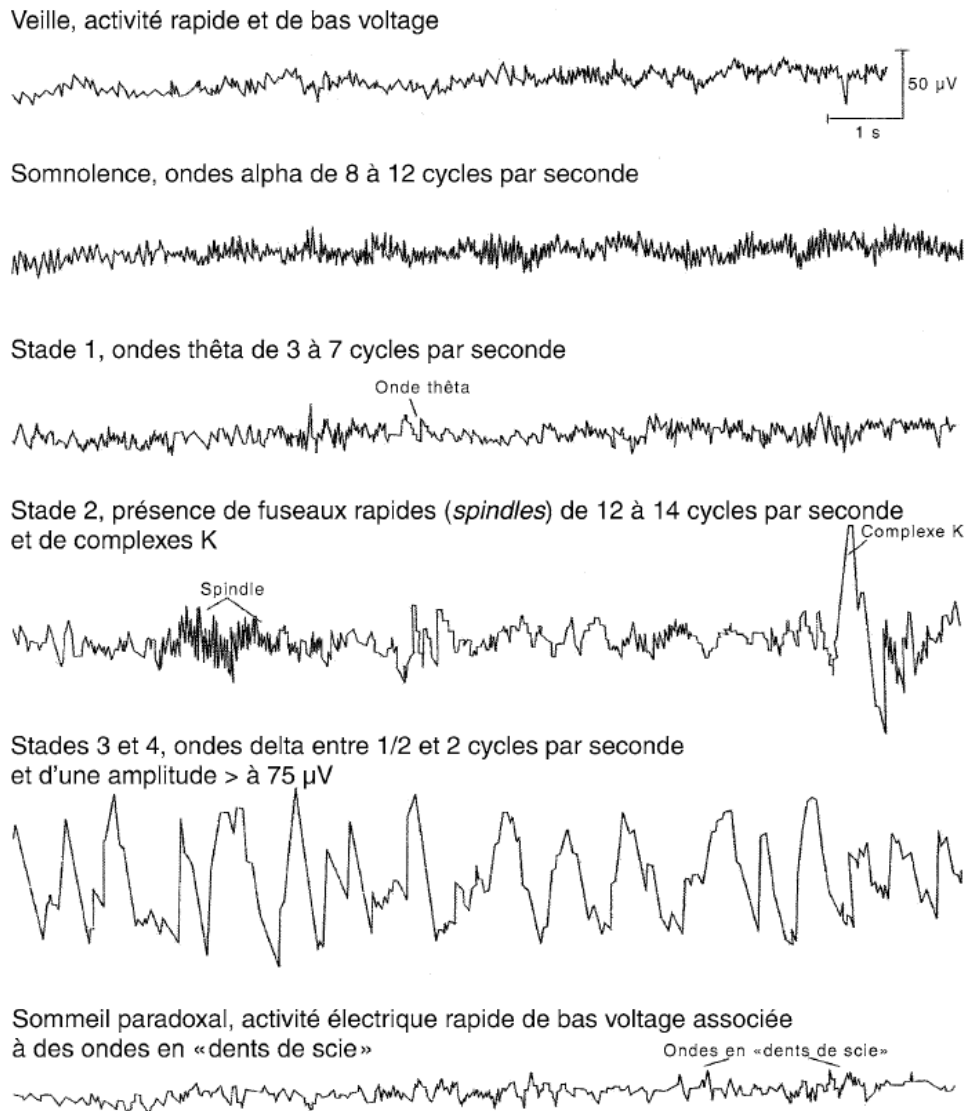 Veille, activité rapide et de bas voltage
50 µV
1 s
Somnolence, ondes alpha de 8 à 12 cycles par seconde
Stade 1, ondes thêta de 3 à 7 cycles par seconde
Onde thêta
Stade 2, présence de fuseaux rapides (spindles) de 12 à 14 cycles par seconde
et de complexes K
Complexe K
Spindle
Stades 3 et 4, ondes delta entre 1/2 et 2 cycles par seconde
et d'une amplitude > à 75 µV
Sommeil paradoxal, activité électrique rapide de bas voltage associée
à des ondes en «dents de scie»
Ondes en «dents de scie»